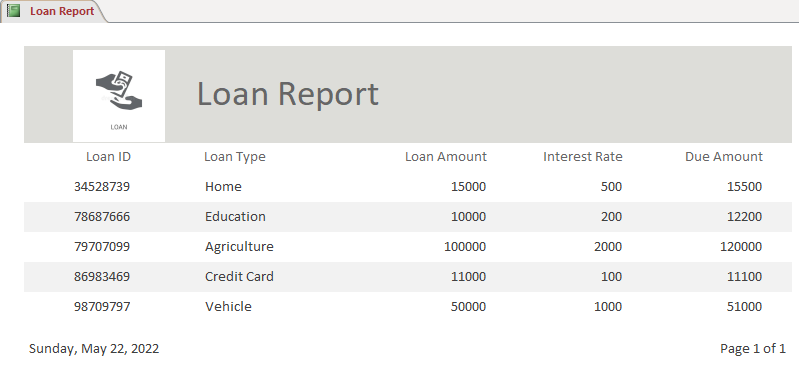 Loan Report
Loan Report
LOAN
Loan ID Loan Type Loan Amount Interest Rate Due Amount
34528739 Home 15000 500 15500
78687666 Education 10000 200 12200
79707099 Agriculture 100000 2000 120000
86983469 Credit Card 11000 100 11100
98709797 Vehicle 50000 1000 51000
Sunday, May 22, 2022 Page 1 of 1